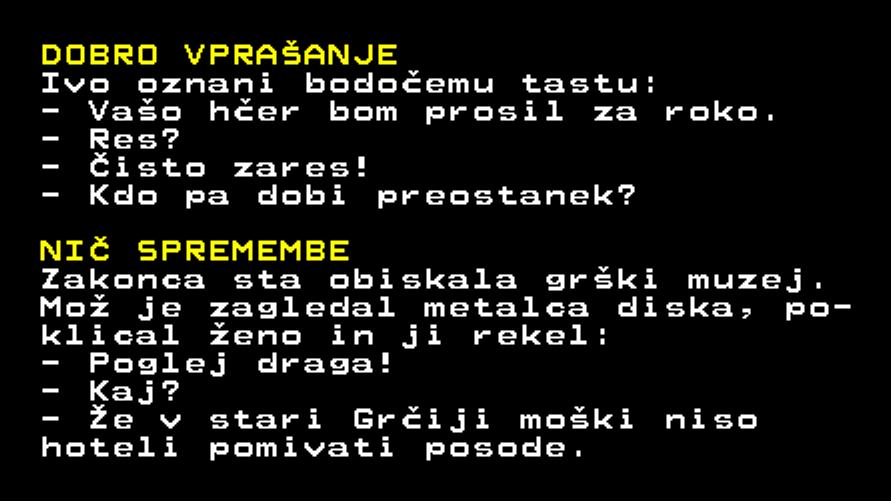 DOBRO VPRAŠANJE
Ivo oznani bodočemu tastu:
- Vašo hčer bom prosil za roko.
- Res?
- Čisto zares!
- Kdo pa dobi preostanek?
NIČ SPREMEMBE
Zakonca sta obiskala grški muzej.
Mož je zagledal metalca diska, po-
klical ženo in ji rekel:
- Poglej draga!
- Kaj?
- Že v stari Grčiji moški niso
hoteli pomivati posode.